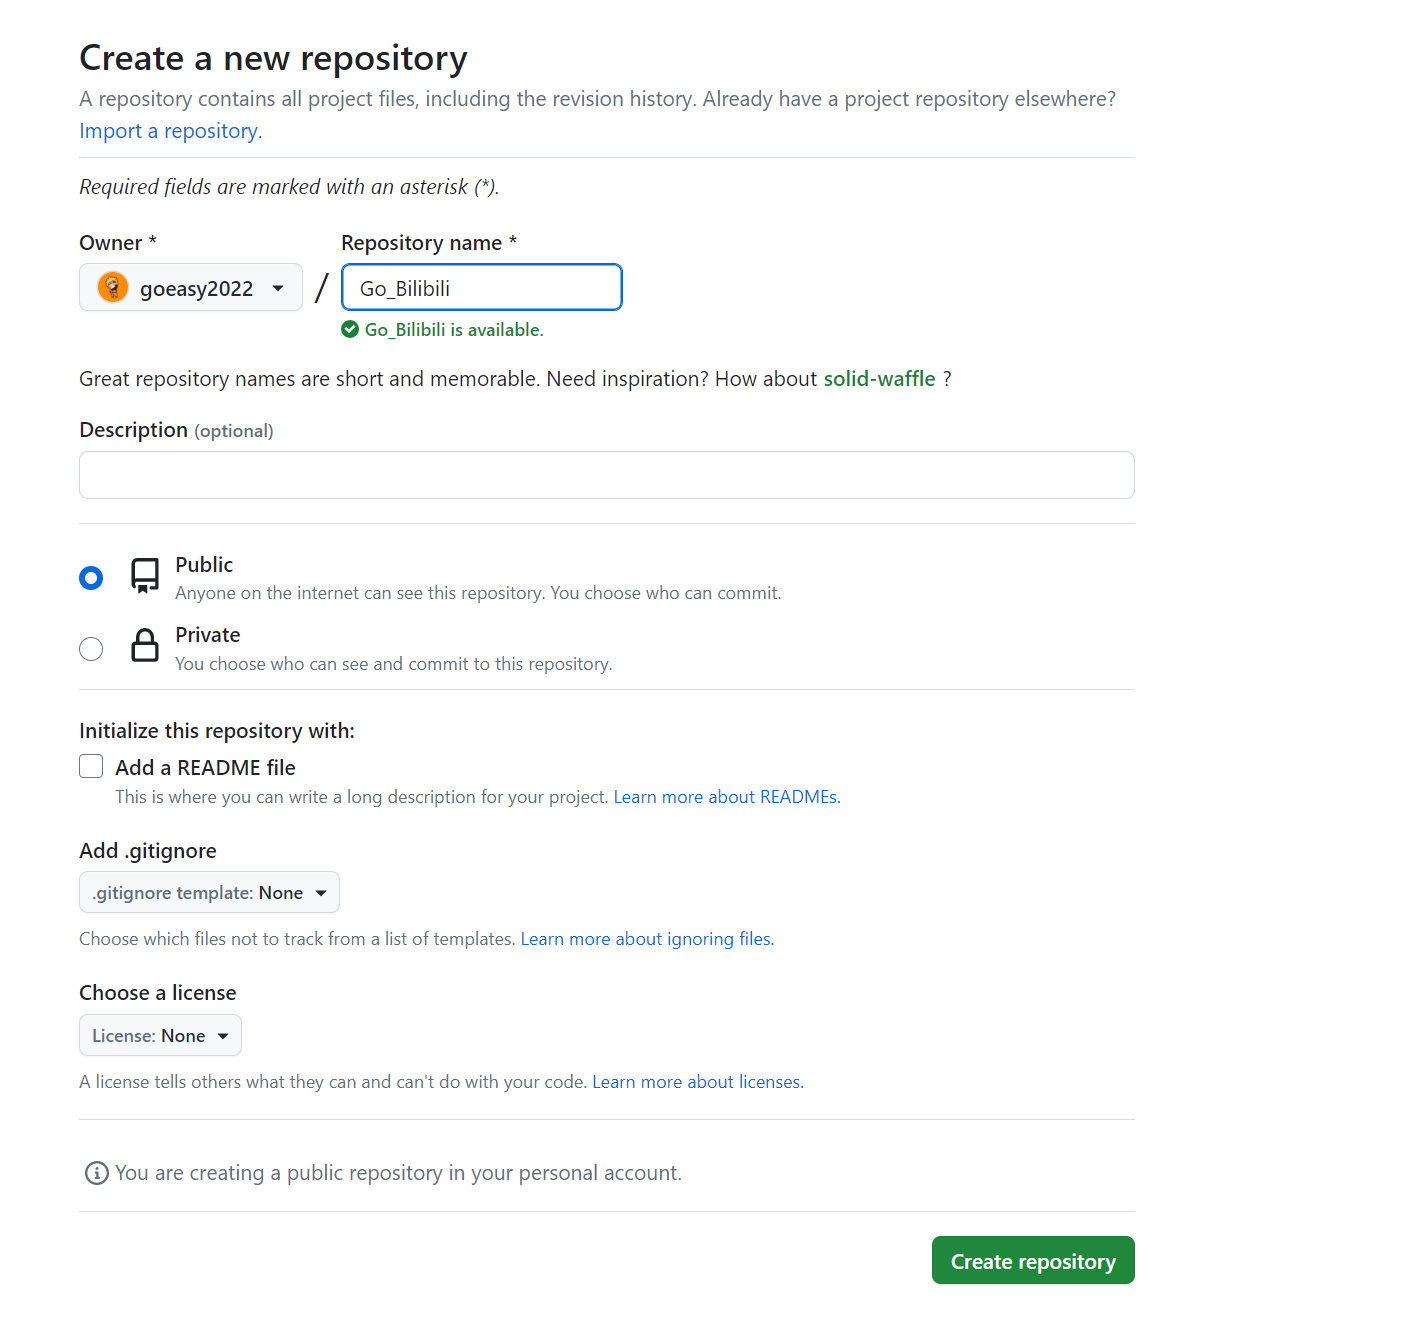 Create a new repository
A repository contains all project files, including the revision history. Already have a project repository elsewhere?
Import a repository.
Required fields are marked with an asterisk (*).
Owner * Repository name *
goeasy2022 / Go_Bilibili
Go_Bilibili is available.
Great repository names are short and memorable. Need inspiration? How about solid-waffle ?
Description (optional)
Public
Anyone on the internet can see this repository. You choose who can commit.
Private
You choose who can see and commit to this repository.
Initialize this repository with:
Add a README file
This is where you can write a long description for your project. Learn more about READMEs.
Add .gitignore
.gitignore template: None
Choose which files not to track from a list of templates. Learn more about ignoring files.
Choose a license
License: None
A license tells others what they can and can't do with your code. Learn more about licenses.
You are creating a public repository in your personal account.
Create repository